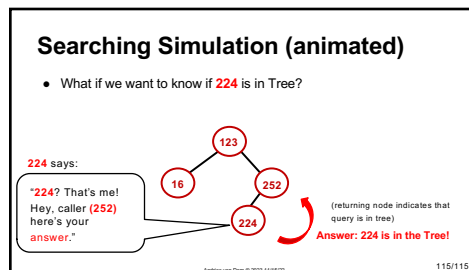 Searching Simulation (animated)
● What if we want to know if 224 is in Tree?
123
16
252
224
224 says:
"224? That's me!
Hey, caller (252)
here's your
answer."
(returning node indicates that
query is in tree)
Answer: 224 is in the Tree!
115/115